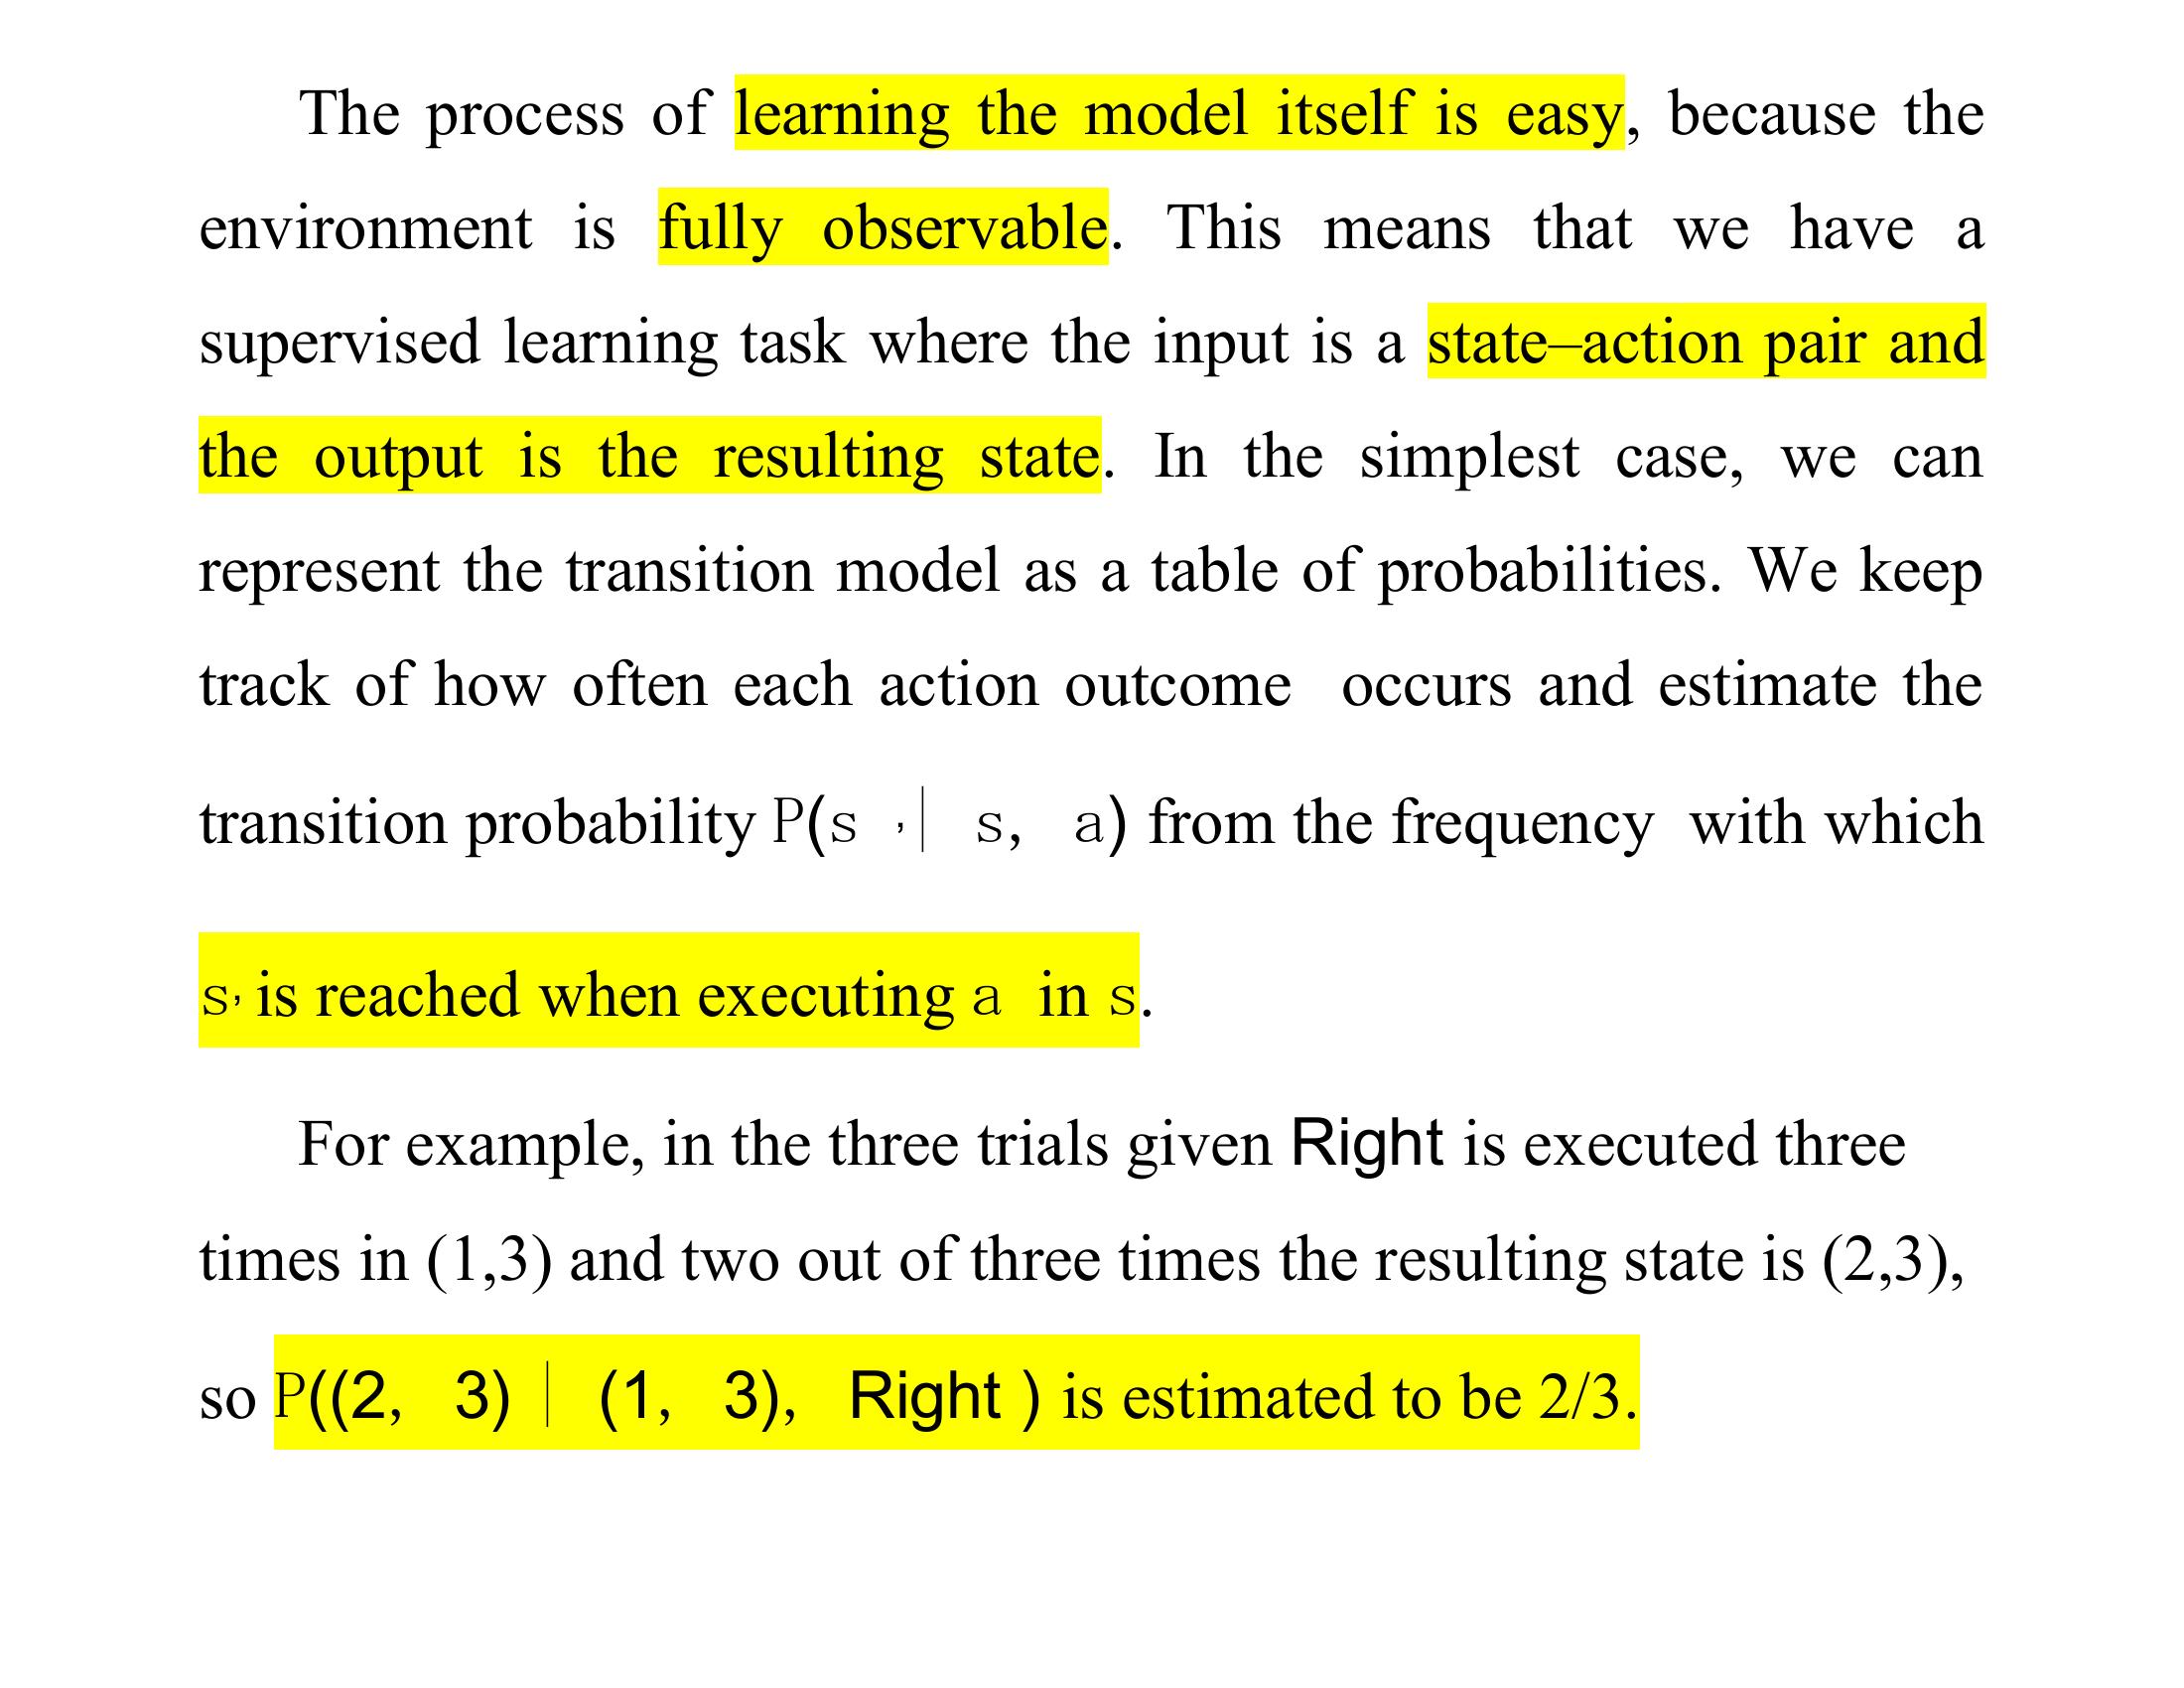 The process of learning the model itself is easy, because the
environment is fully observable. This means that we have a
supervised learning task where the input is a state–action pair and
the output is the resulting state. In the simplest case, we can
represent the transition model as a table of probabilities. We keep
track of how often each action outcome occurs and estimate the
transition probability P(s ′| s, a) from the frequency with which
s′ is reached when executing a in s.
For example, in the three trials given Right is executed three
times in (1,3) and two out of three times the resulting state is (2,3),
so P((2, 3) | (1, 3), Right ) is estimated to be 2/3.